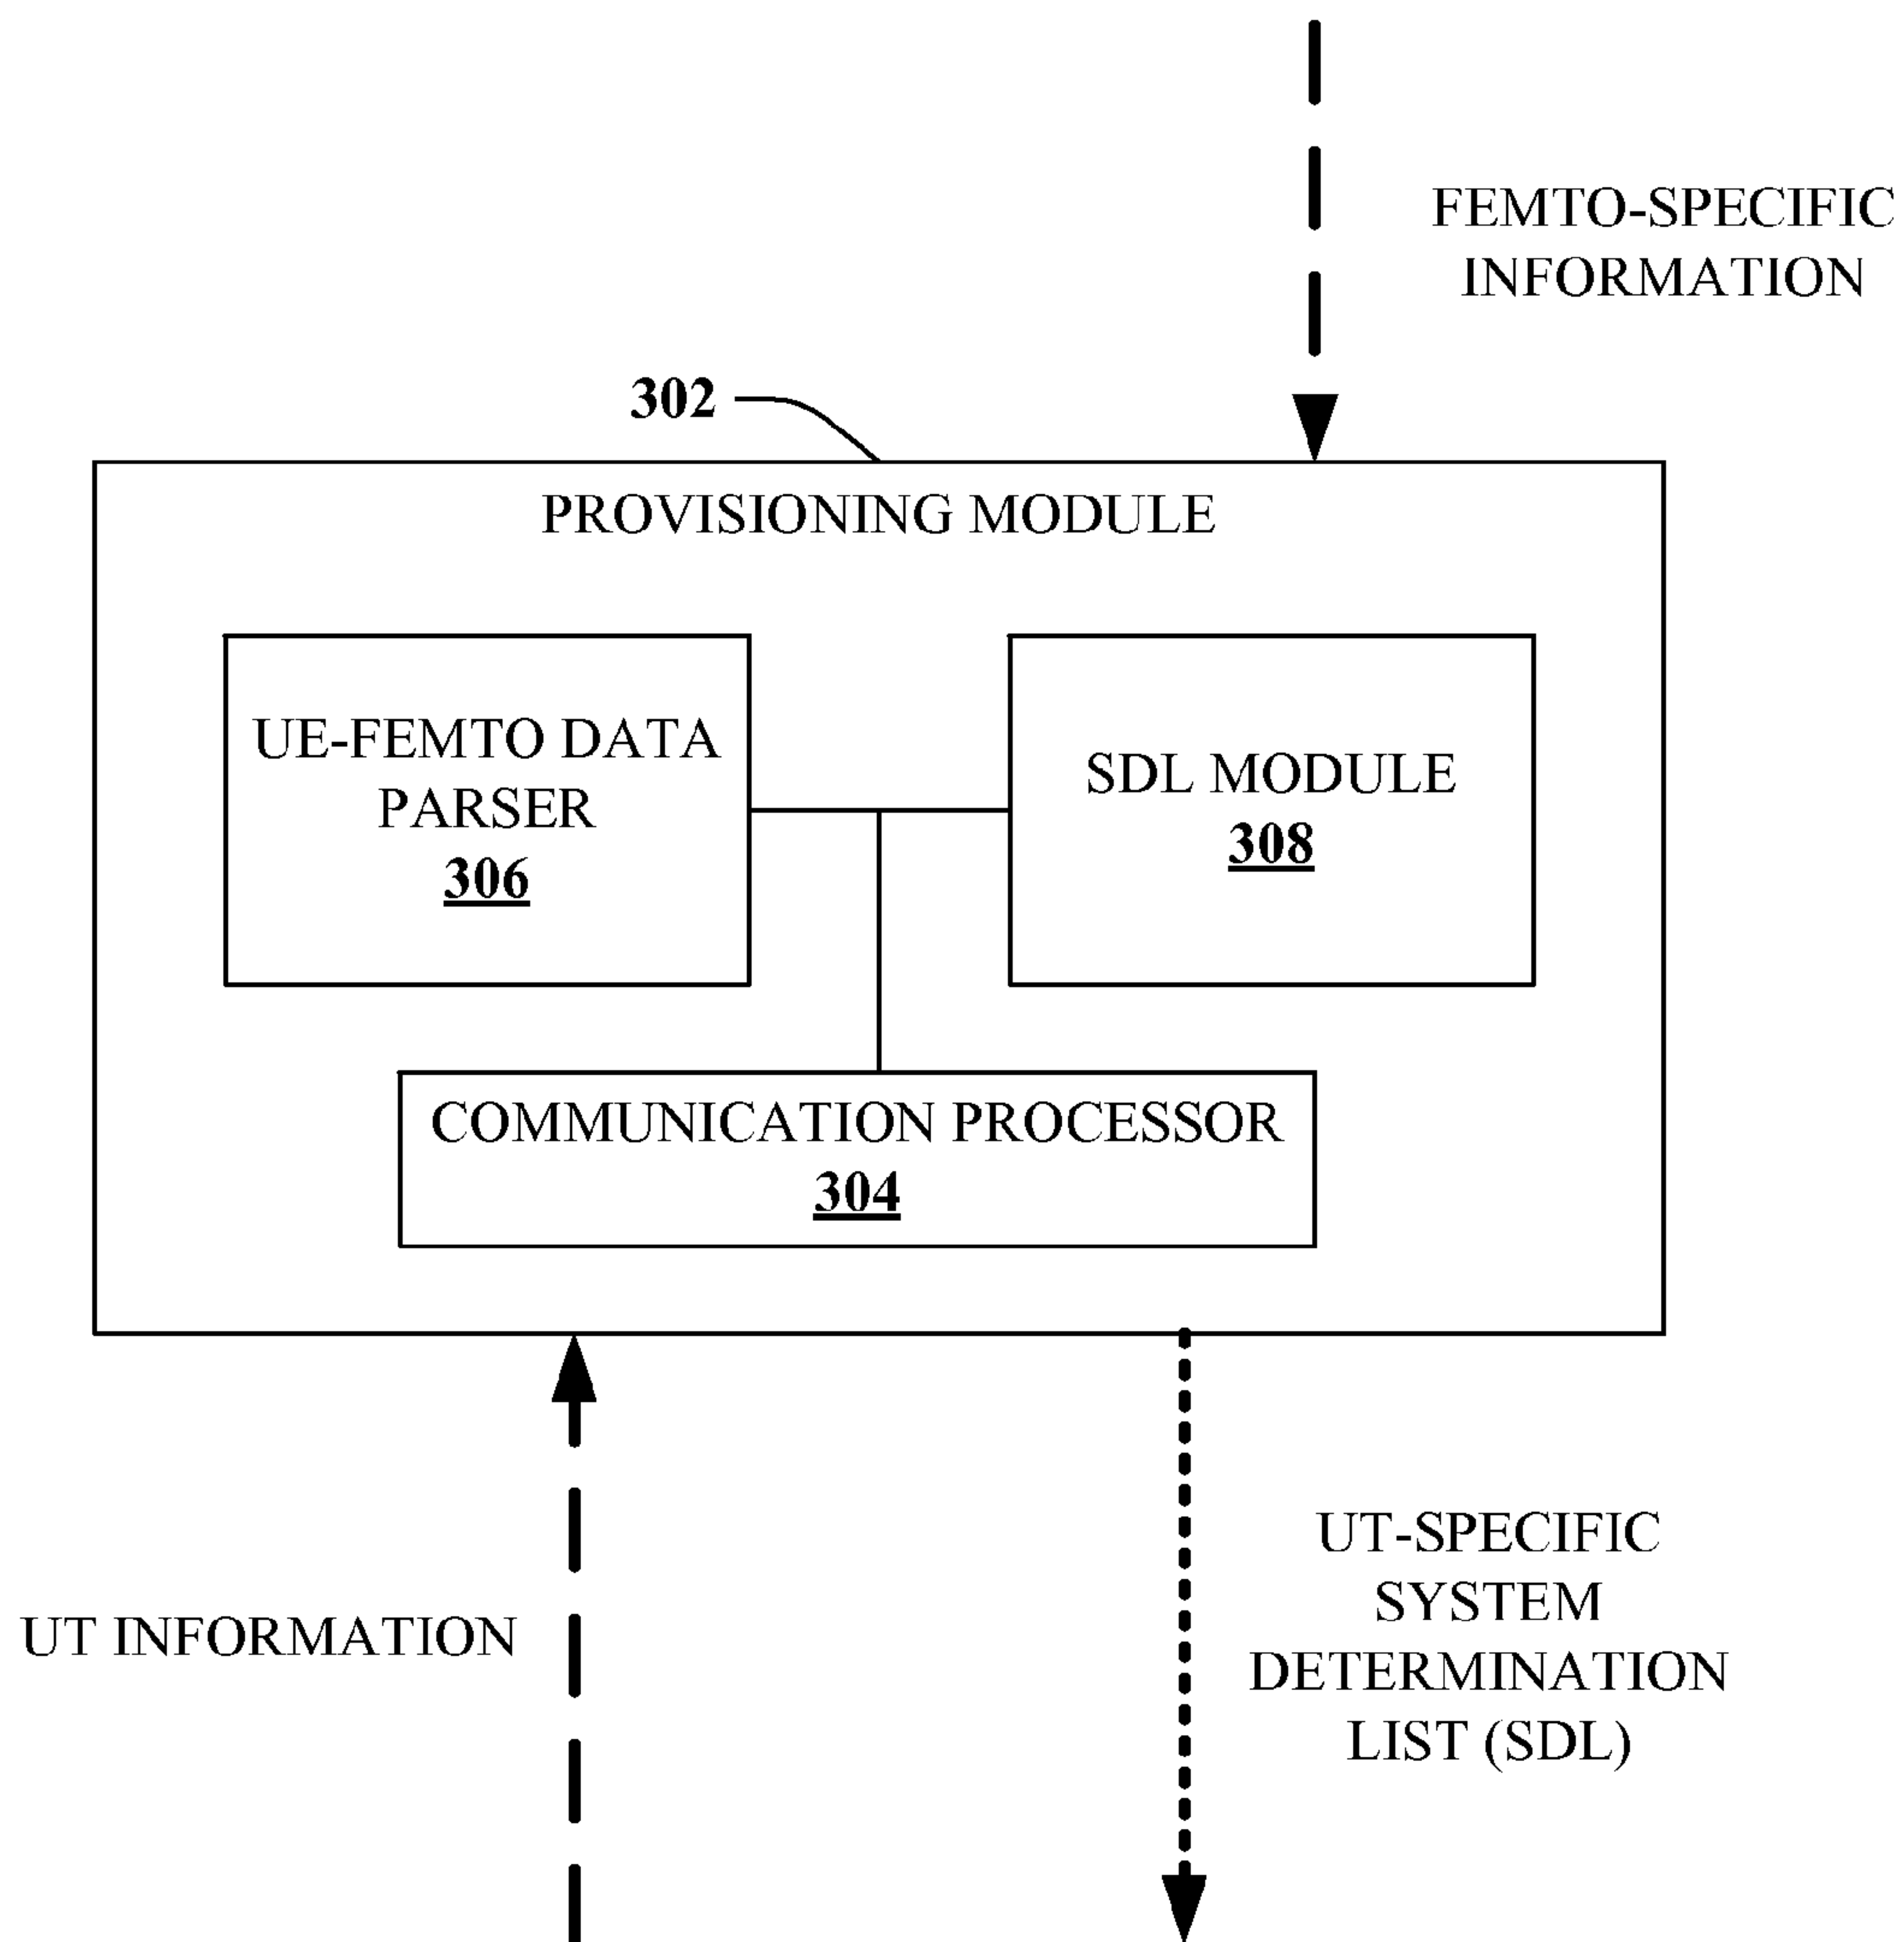 FEMTO-SPECIFIC
INFORMATION
302
PROVISIONING MODULE
UE-FEMTO DATA
PARSER
306
SDL MODULE
308
COMMUNICATION PROCESSOR
304
UT INFORMATION
UT-SPECIFIC
SYSTEM
DETERMINATION
LIST (SDL)